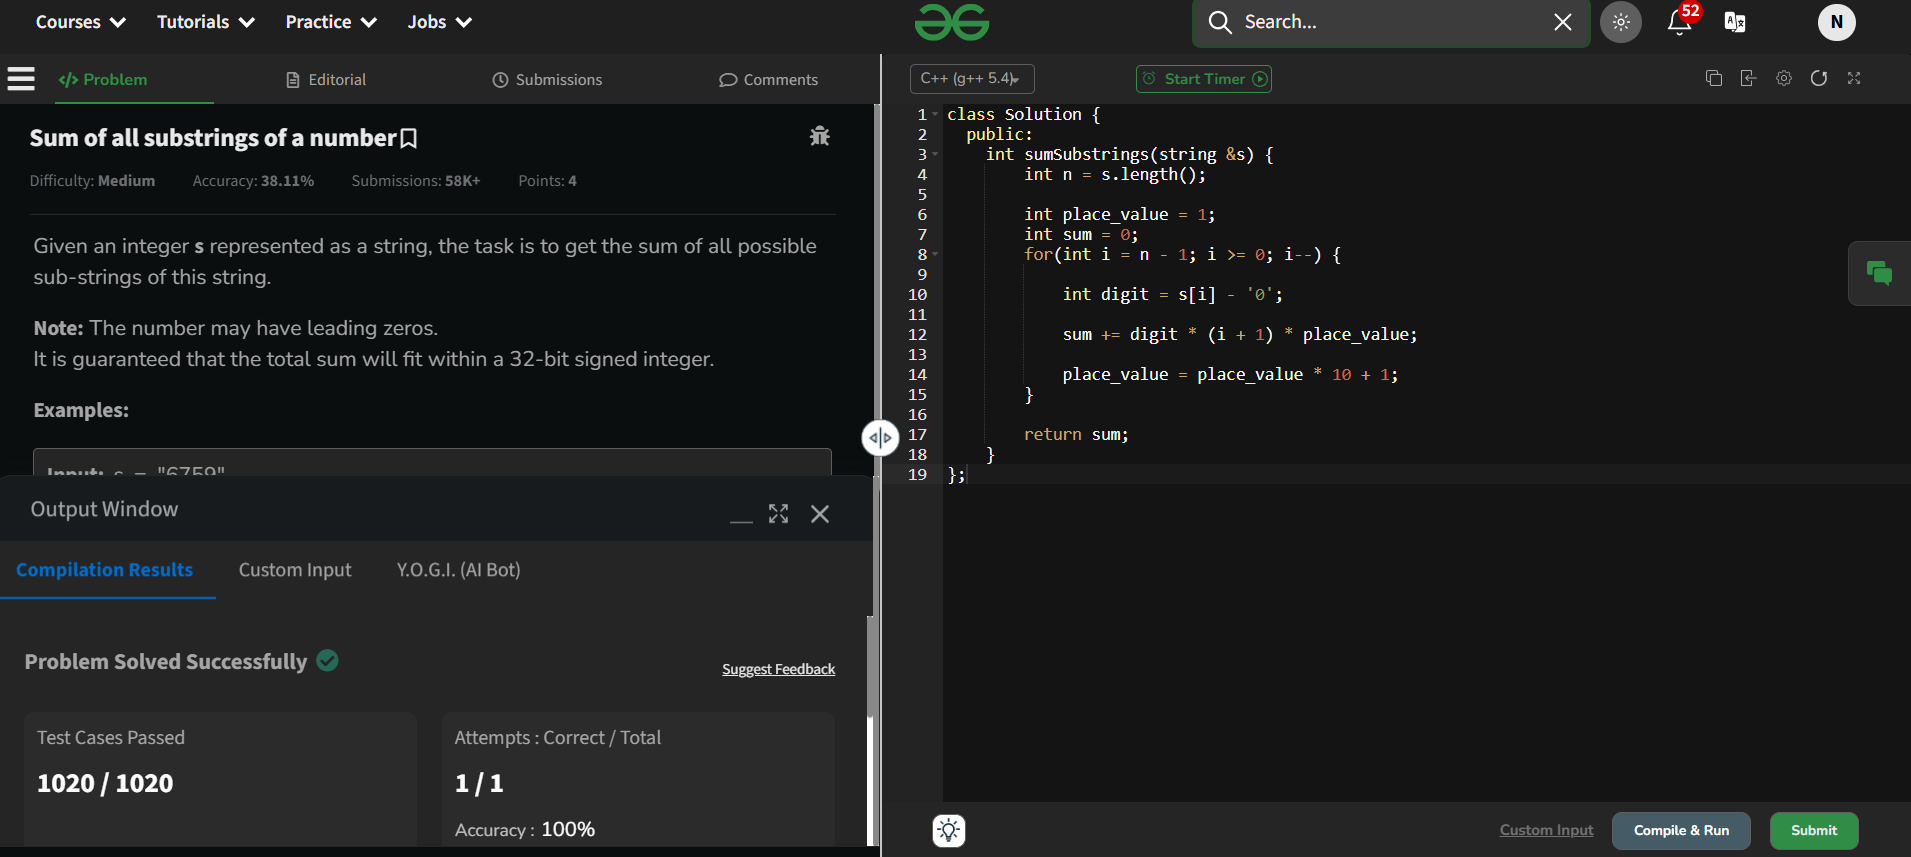 Courses Tutorials Practice Jobs Search... 52 N
Problem Editorial Submissions Comments
C++ (g++ 5.4) Start Timer
Sum of all substrings of a number
Difficulty: Medium Accuracy: 38.11% Submissions: 58K+ Points: 4
Given an integer s represented as a string, the task is to get the sum of all possible
sub-strings of this string.
Note: The number may have leading zeros.
It is guaranteed that the total sum will fit within a 32-bit signed integer.
Examples:
Input: s = "6759"
Output Window
Compilation Results Custom Input Y.O.G.I. (AI Bot)
Problem Solved Successfully
Suggest Feedback
Test Cases Passed
1020 / 1020
Attempts : Correct / Total
1 / 1
Accuracy : 100%
1 class Solution {
2 public:
3 int sumSubstrings(string &s) {
4 int n = s.length();
5
6 int place_value = 1;
7 int sum = 0;
8 for(int i = n - 1; i >= 0; i--) {
9
10 int digit = s[i] - '0';
11
12 sum += digit * (i + 1) * place_value;
13
14 place_value = place_value * 10 + 1;
15 }
16
17 return sum;
18 }
19 };
Custom Input Compile & Run Submit